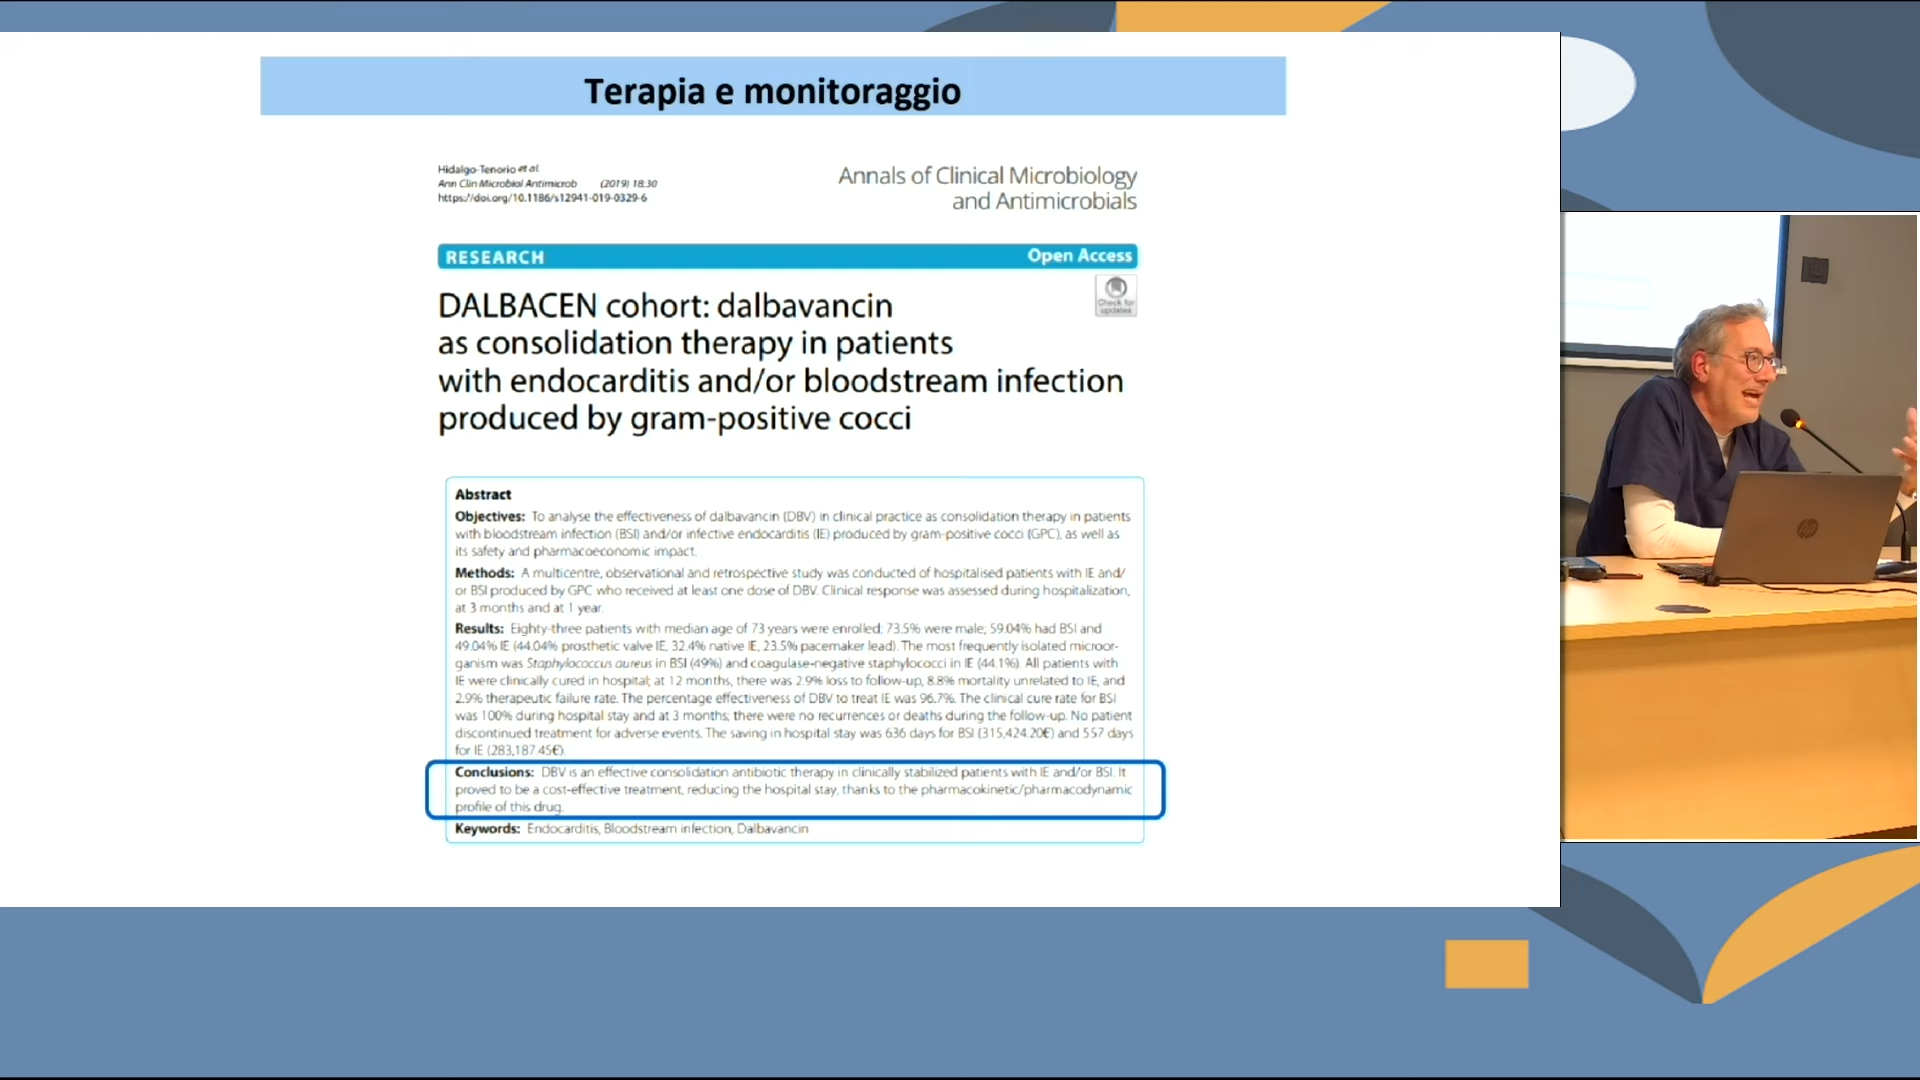 Terapia e monitoraggio
Hidalgo-Tenorio et al.
Ann Clin Microbiol Antimicrob (2019) 18:30
https://doi.org/10.1186/s12941-019-0329-6
Annals of Clinical Microbiology
and Antimicrobials
RESEARCH
Open Access
Check for
updates
DALBACEN cohort: dalbavancin
as consolidation therapy in patients
with endocarditis and/or bloodstream infection
produced by gram-positive cocci
Abstract
Objectives: To analyse the effectiveness of dalbavancin (DBV) in clinical practice as consolidation therapy in patients
with bloodstream infection (BSI) and/or infective endocarditis (IE) produced by gram-positive cocci (GPC), as well as
its safety and pharmacoeconomic impact.
Methods: A multicentre, observational and retrospective study was conducted of hospitalised patients with IE and/
or BSI produced by GPC who received at least one dose of DBV. Clinical response was assessed during hospitalization,
at 3 months and at 1 year.
Results: Eighty-three patients with median age of 73 years were enrolled; 73.5% were male; 59.04% had BSI and
49.04% IE (44.04% prosthetic valve IE, 32.4% native IE, 23.5% pacemaker lead). The most frequently isolated microor-
ganism was Staphylococcus aureus in BSI (49%) and coagulase-negative staphylococci in IE (44.1%). All patients with
IE were clinically cured in hospital; at 12 months, there was 2.9% loss to follow-up, 8.8% mortality unrelated to IE, and
2.9% therapeutic failure rate. The percentage effectiveness of DBV to treat IE was 96.7%. The clinical cure rate for BSI
was 100% during hospital stay and at 3 months; there were no recurrences or deaths during the follow-up. No patient
discontinued treatment for adverse events. The saving in hospital stay was 636 days for BSI (315,424.20€) and 557 days
for IE (283,187.45€).
Conclusions: DBV is an effective consolidation antibiotic therapy in clinically stabilized patients with IE and/or BSI. It
proved to be a cost-effective treatment, reducing the hospital stay, thanks to the pharmacokinetic/pharmacodynamic
profile of this drug.
Keywords: Endocarditis, Bloodstream infection, Dalbavancin
hp